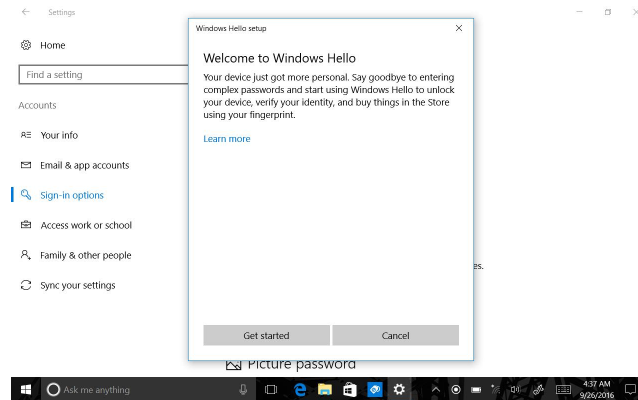 Settings
Windows Hello setup
Home
Welcome to Windows Hello
Find a setting
Your device just got more personal. Say goodbye to entering
complex passwords and start using Windows Hello to unlock
your device, verify your identity, and buy things in the Store
using your fingerprint.
Accounts
Learn more
Your info
Email & app accounts
Sign-in options
Access work or school
Family & other people
es.
Sync your settings
Get started
Cancel
Picture password
Ask me anything
4:37 AM
9/26/2016